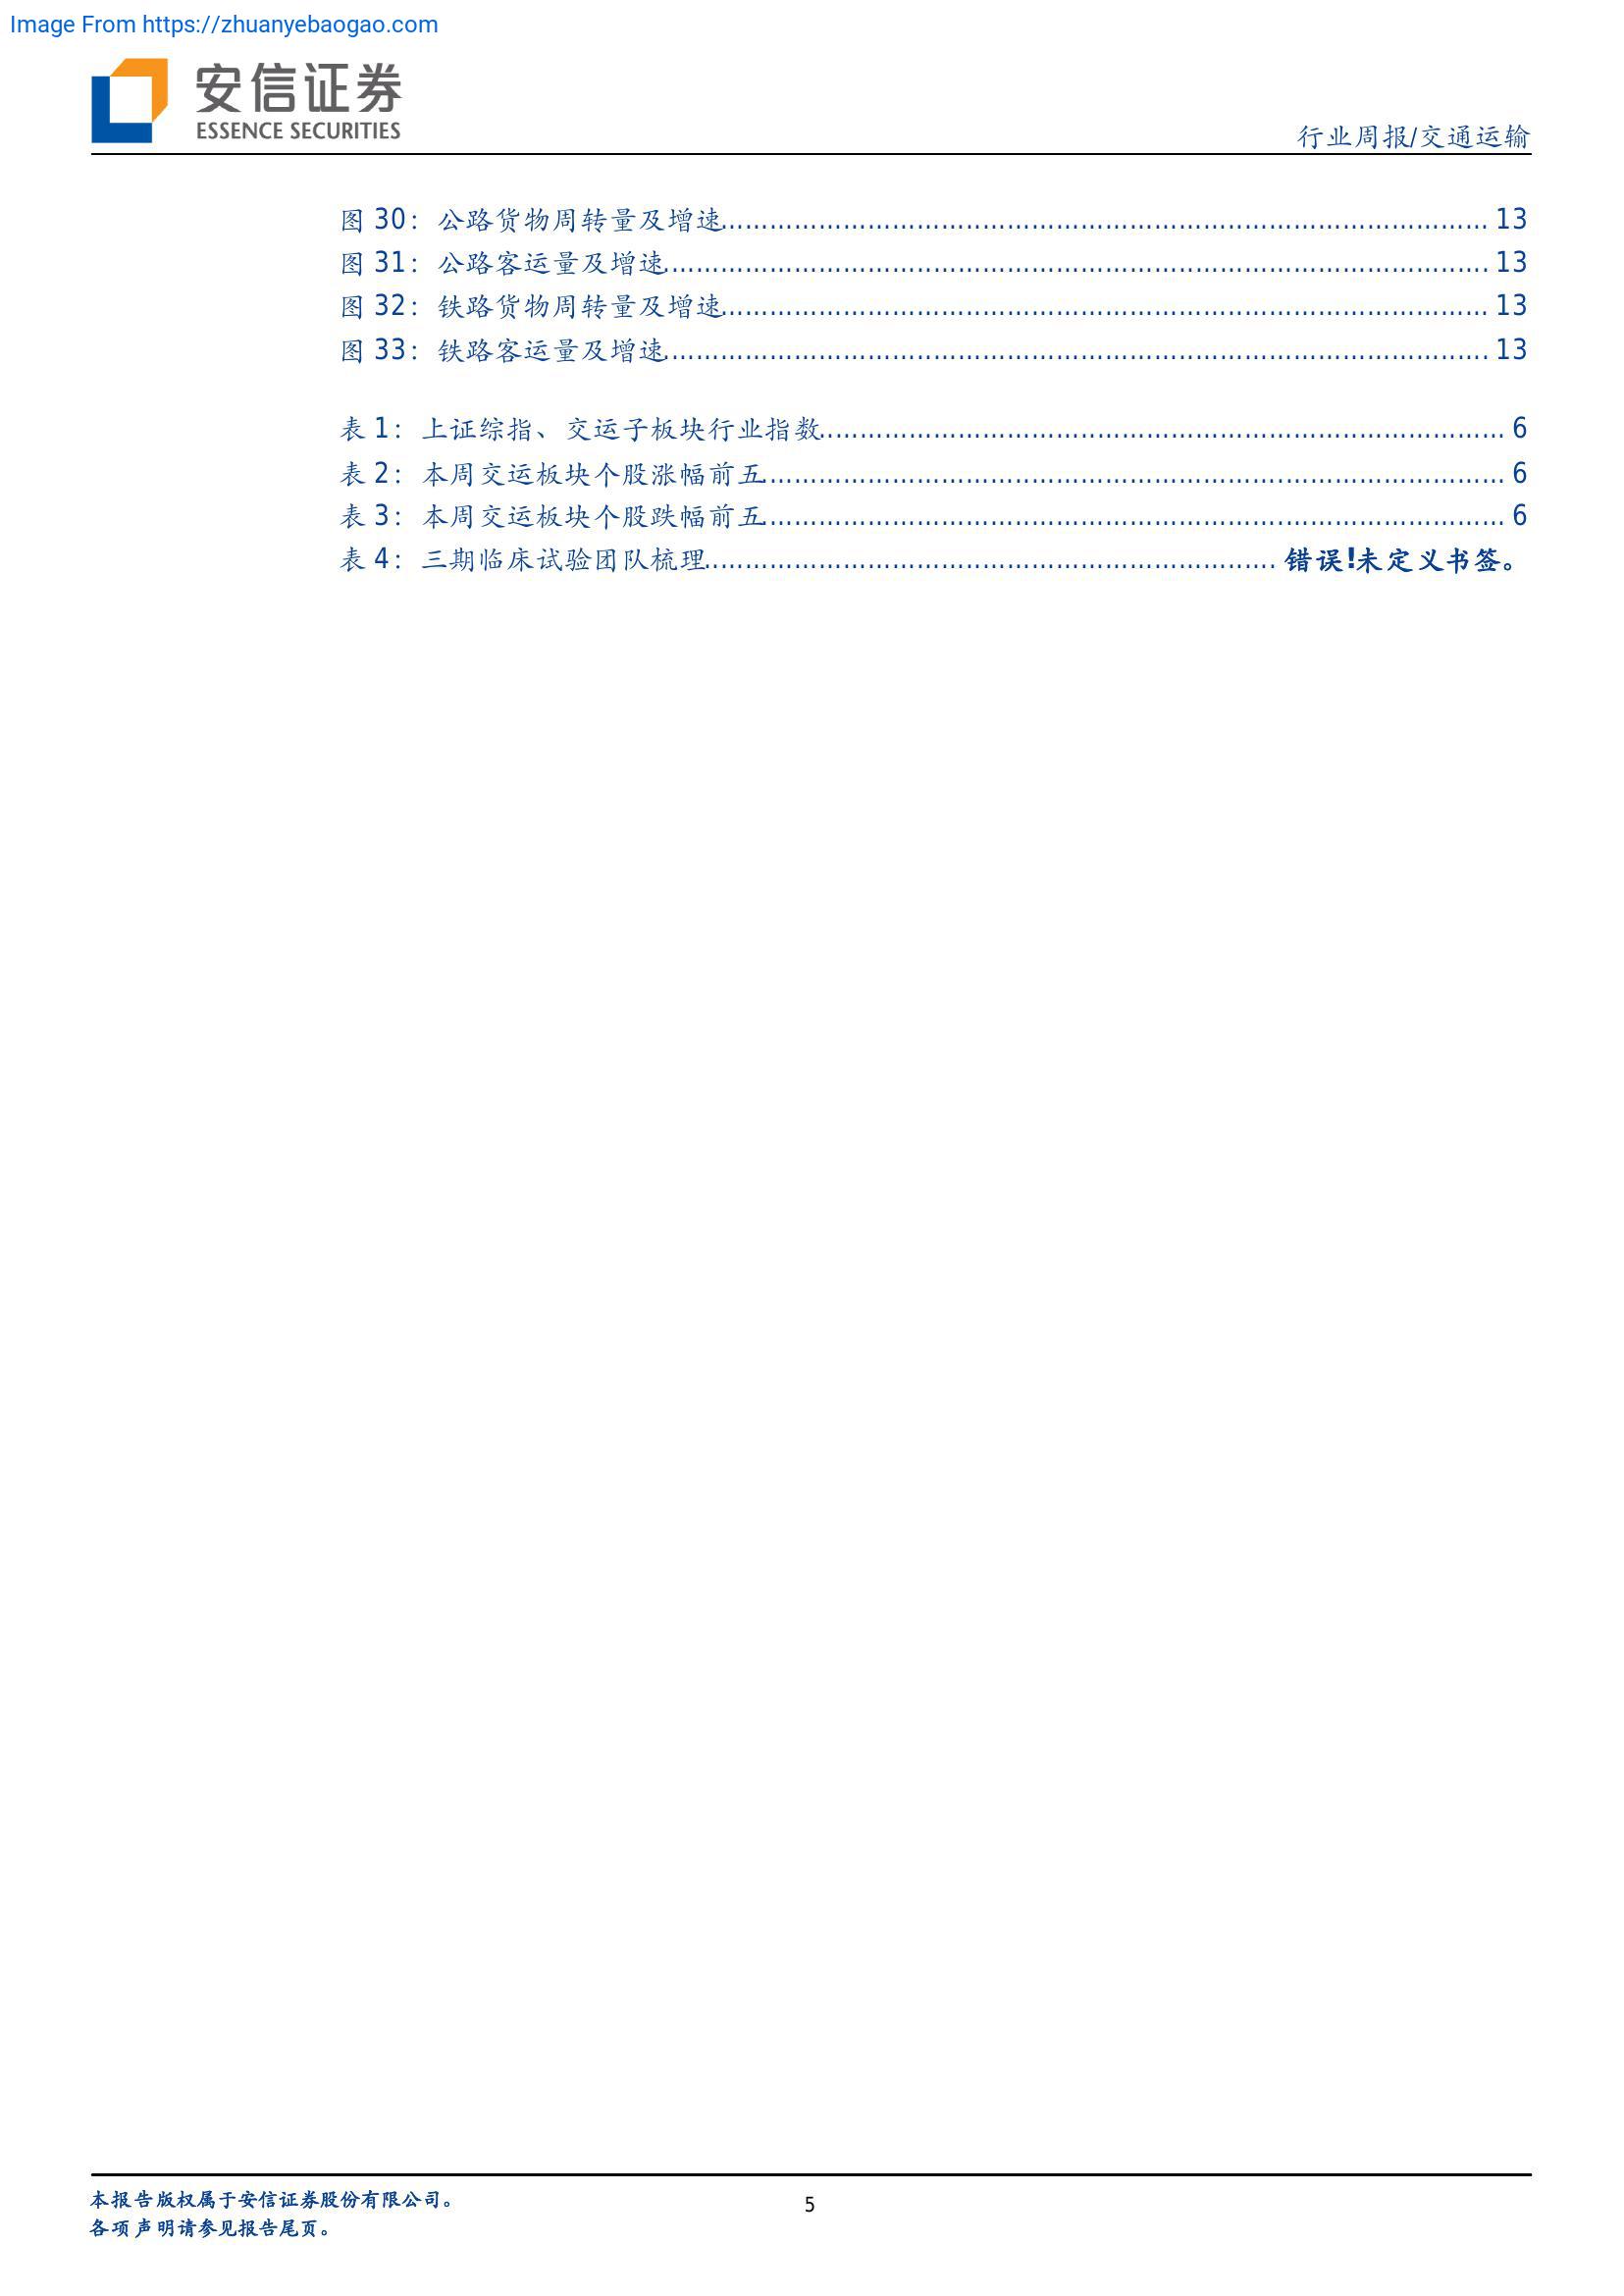 Image From https://zhuanyebaogao.com
安信证券
ESSENCE SECURITIES
行业周报/交通运输
图 30：公路货物周转量及增速 13
图 31：公路客运量及增速 13
图 32：铁路货物周转量及增速 13
图 33：铁路客运量及增速 13
表 1：上证综指、交运子板块行业指数 6
表 2：本周交运板块个股涨幅前五 6
表 3：本周交运板块个股跌幅前五 6
表 4：三期临床试验团队梳理 错误!未定义书签。
本报告版权属于安信证券股份有限公司。
5
各项声明请参见报告尾页。